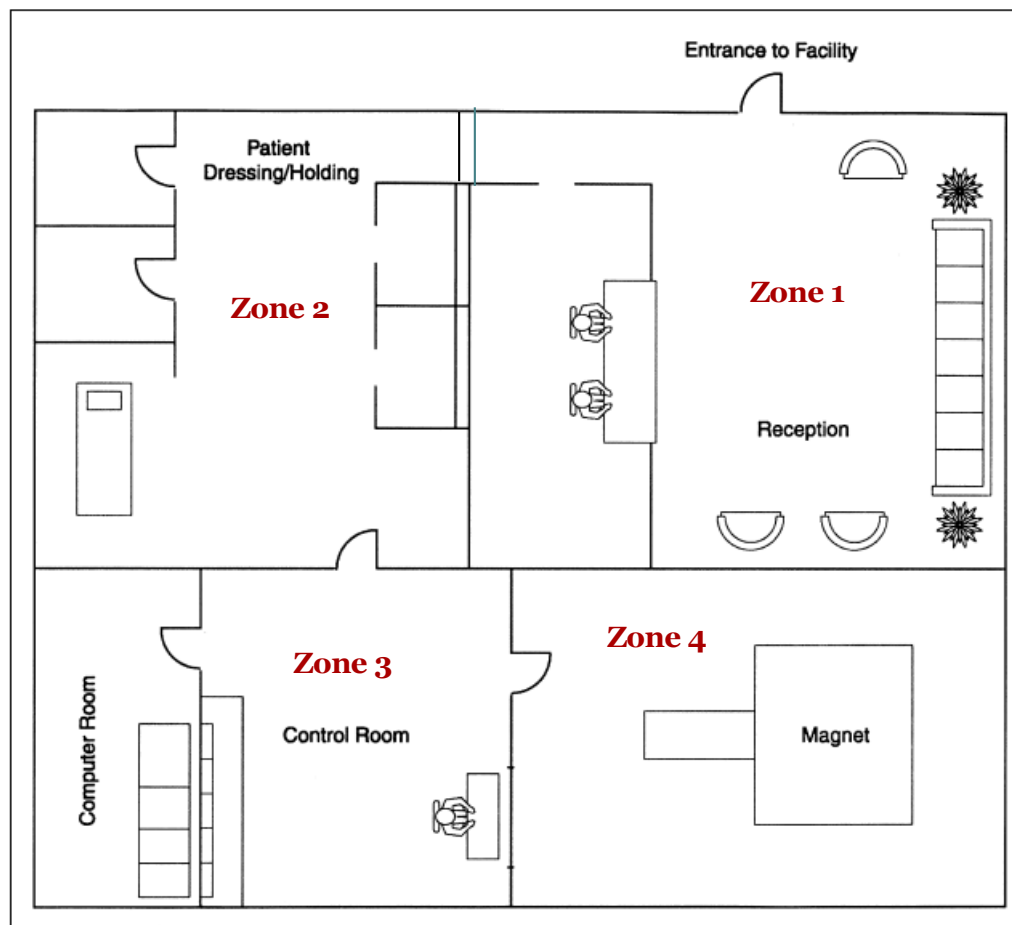 Entrance to Facility
Patient
Dressing/Holding
Zone 2
Zone 1
Reception
Zone 3
Zone 4
Computer Room
Control Room
Magnet